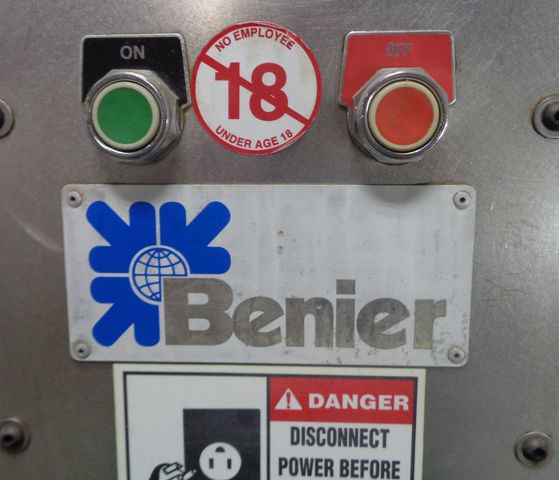 ON
NO EMPLOYEE
18
UNDER AGE 18
OFF
Benier
DANGER
DISCONNECT
POWER BEFORE